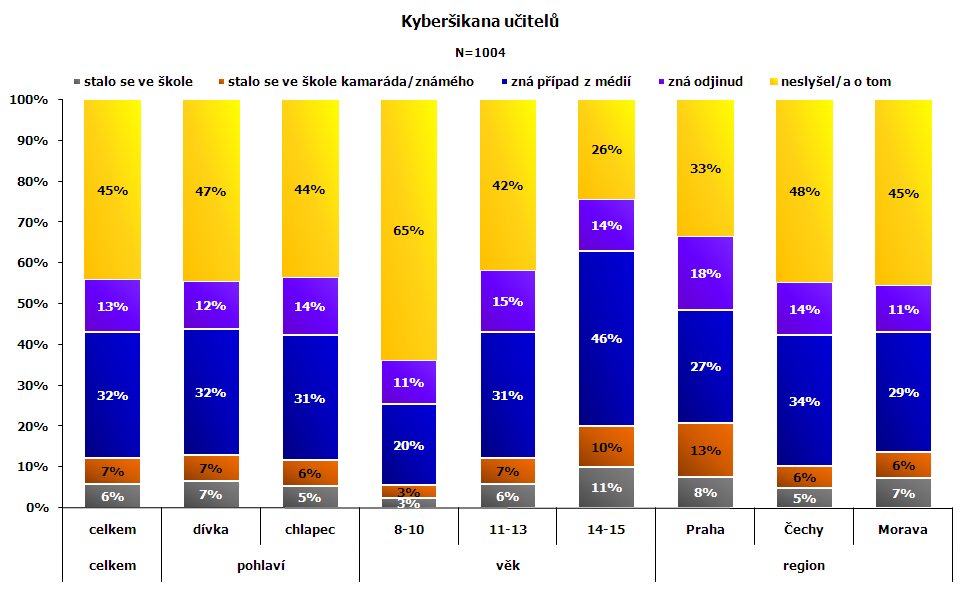 Kyberšikana učitelů
N=1004
stalo se ve škole stalo se ve škole kamaráda/známého zná případ z médií zná odjinud neslyšel/a o tom
100%
90%
80%
70%
60%
50%
40%
30%
20%
10%
0%
45% 47% 44% 65% 42% 26% 33% 48% 45%
13% 12% 14% 11% 15% 14% 18% 14% 11%
32% 32% 31% 20% 31% 46% 27% 34% 29%
7% 7% 6% 3% 7% 10% 13% 6% 6%
6% 7% 5% 3% 6% 11% 8% 5% 7%
celkem dívka chlapec 8-10 11-13 14-15 Praha Čechy Morava
celkem pohlaví věk region